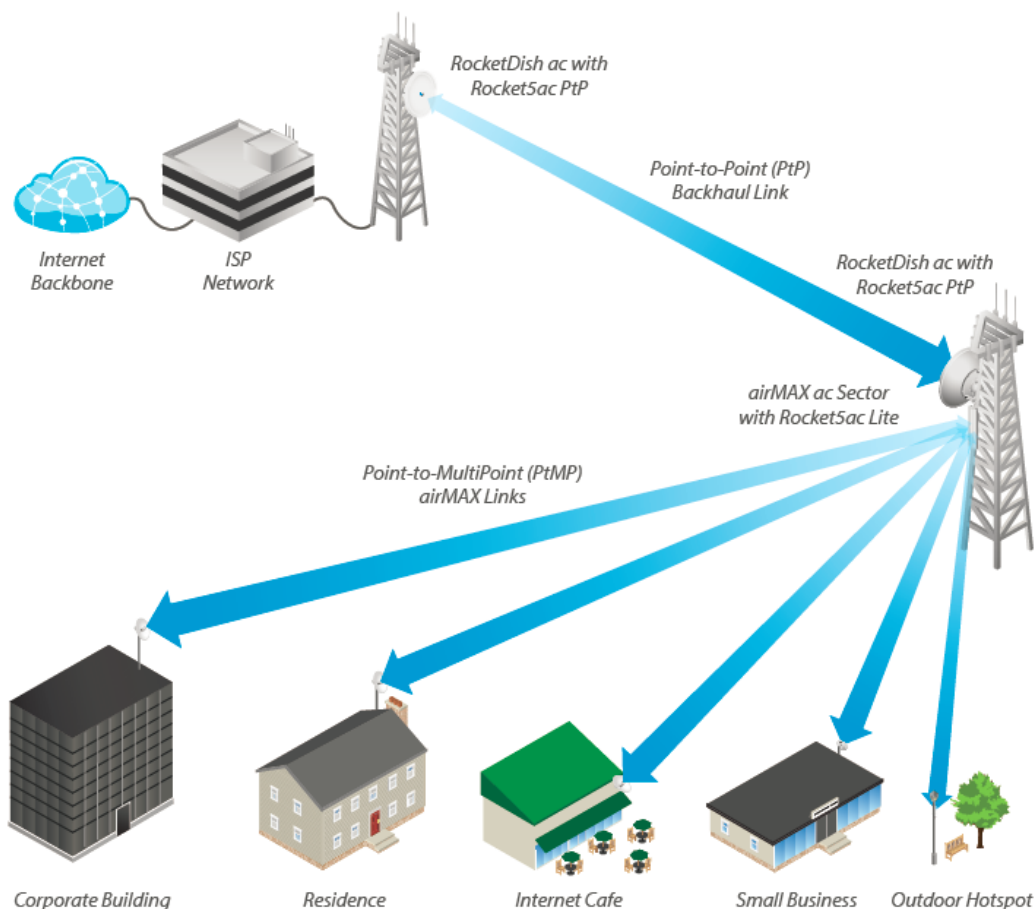 RocketDish ac with
Rocket5ac PtP
Point-to-Point (PtP)
Backhaul Link
Internet
Backbone
ISP
Network
RocketDish ac with
Rocket5ac PtP
airMAX ac Sector
with Rocket5ac Lite
Point-to-MultiPoint (PtMP)
airMAX Links
Corporate Building
Residence
Internet Cafe
Small Business
Outdoor Hotspot